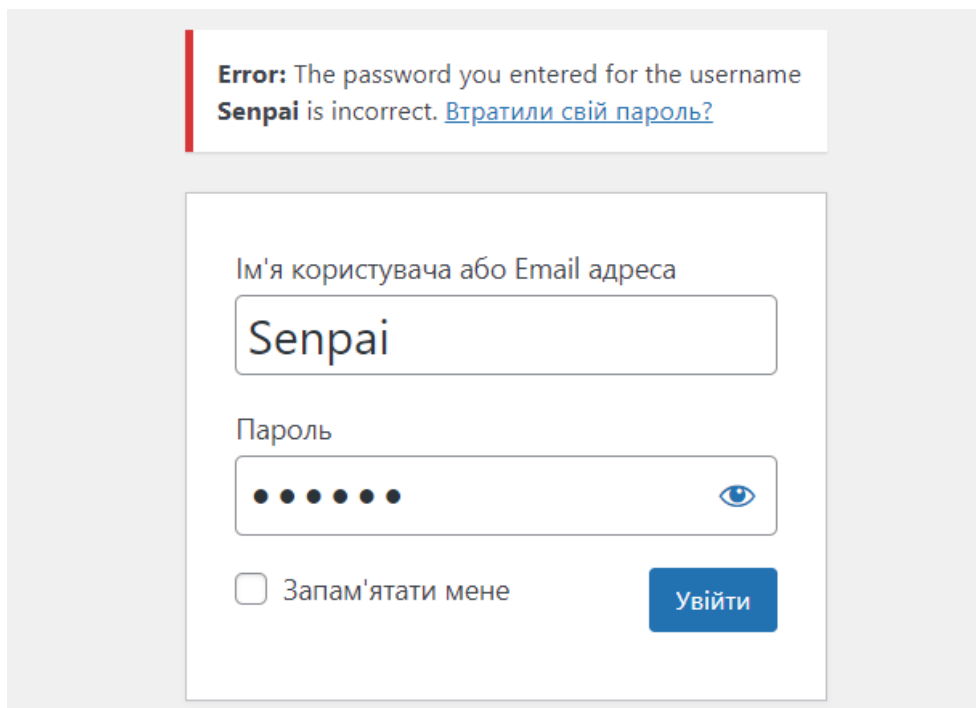 Error: The password you entered for the username
Senpai is incorrect. Втратили свій пароль?
Ім'я користувача або Email адреса
Senpai
Пароль
Запам'ятати мене
Увійти